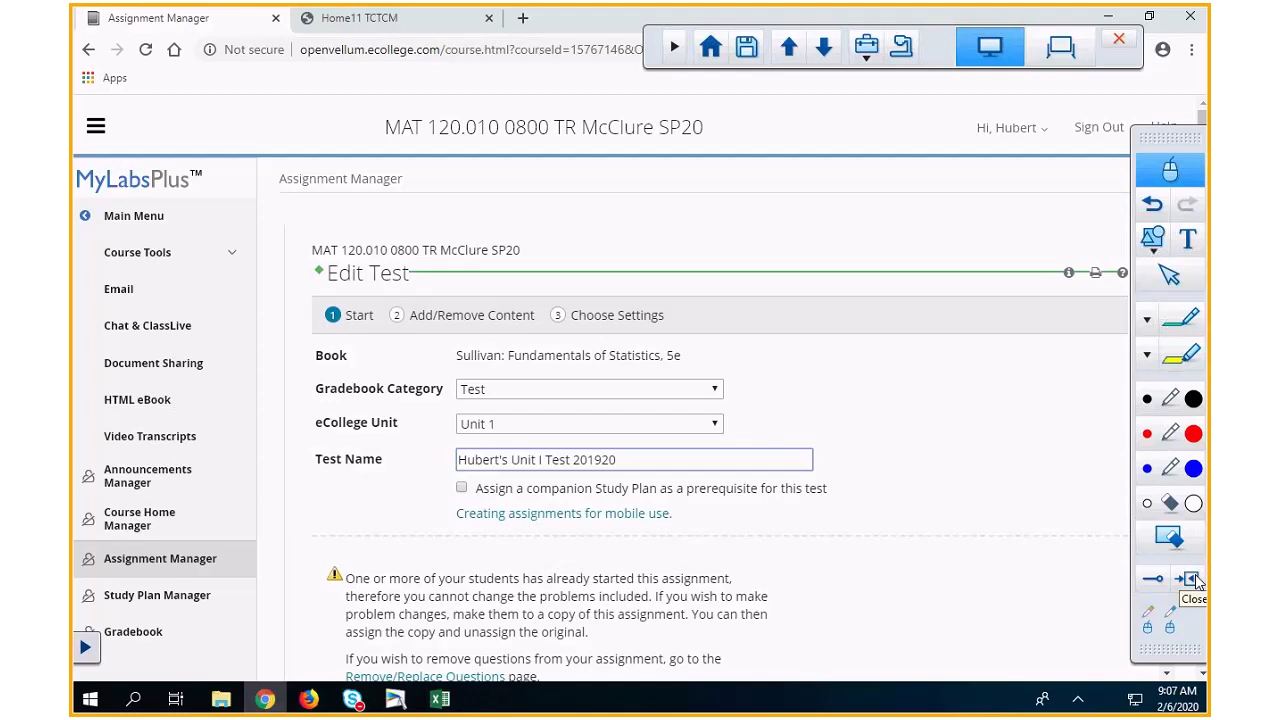 Assignment Manager
Home11 TCTCM
Not secure
openvellum.ecollege.com/course.html?courseId=15767146&O
Apps
MAT 120.010 0800 TR McClure SP20
Hi, Hubert
Sign Out
MyLabsPlus™
Assignment Manager
Main Menu
Course Tools
Email
Chat & ClassLive
Document Sharing
HTML eBook
Video Transcripts
Announcements
Manager
Course Home
Manager
Assignment Manager
Study Plan Manager
Gradebook
MAT 120.010 0800 TR McClure SP20
Edit Test
1 Start
2 Add/Remove Content
3 Choose Settings
Book
Sullivan: Fundamentals of Statistics, 5e
Gradebook Category
Test
eCollege Unit
Unit 1
Test Name
Hubert's Unit I Test 201920
Assign a companion Study Plan as a prerequisite for this test
Creating assignments for mobile use.
One or more of your students has already started this assignment,
therefore you cannot change the problems included. If you wish to make
problem changes, make them to a copy of this assignment. You can then
assign the copy and unassign the original.
If you wish to remove questions from your assignment, go to the
Remove/Replace Questions page.
T
Close
9:07 AM
2/6/2020